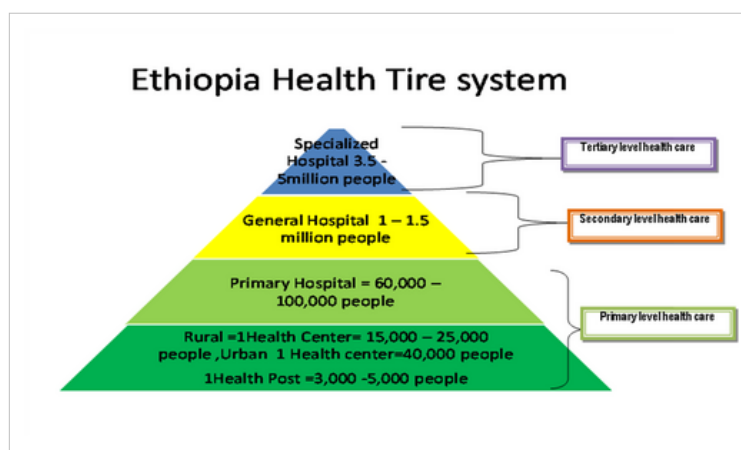 Ethiopia Health Tire system
Specialized
Hospital 3.5 -
5million people
Tertiary level health care
General Hospital 1 – 1.5
million people
Secondary level health care
Primary Hospital = 60,000 –
100,000 people
Primary level health care
Rural =1Health Center= 15,000 – 25,000
people ,Urban 1 Health center=40,000 people
1Health Post =3,000 -5,000 people